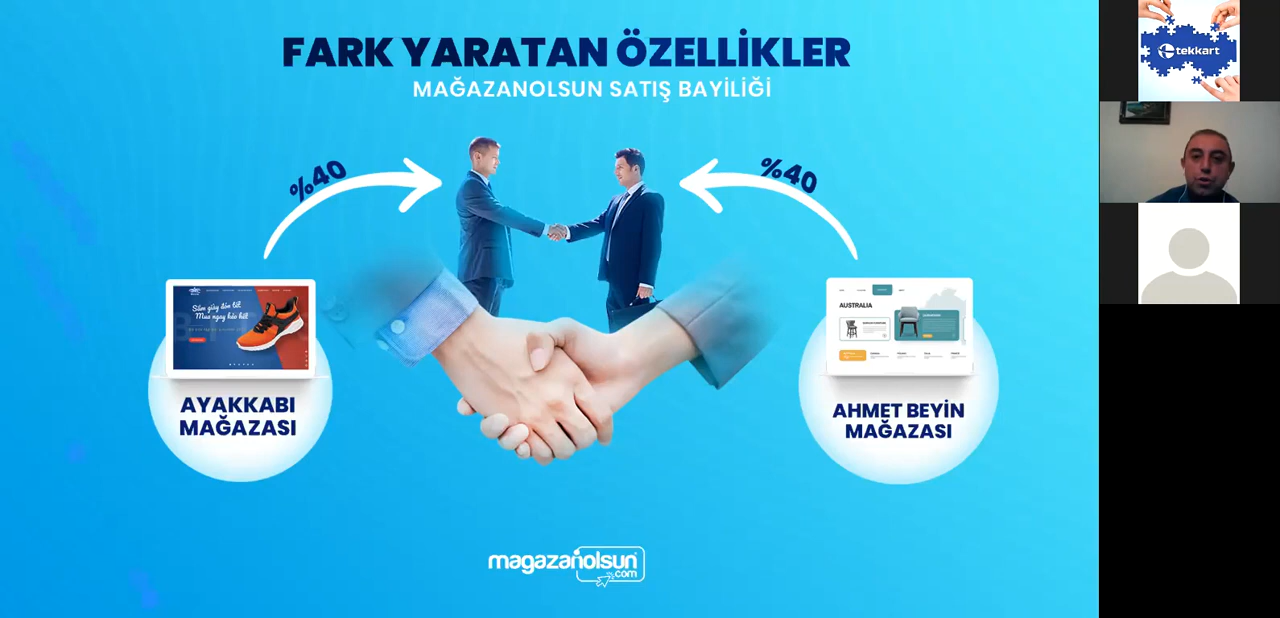 FARK YARATAN ÖZELLİKLER
MAĞAZANOLSUN SATIŞ BAYİLİĞİ
tekkart
%40
%40
AUSTRALIA
AYAKKABI
MAĞAZASI
AHMET BEYİN
MAĞAZASI
magazanolsun
.com